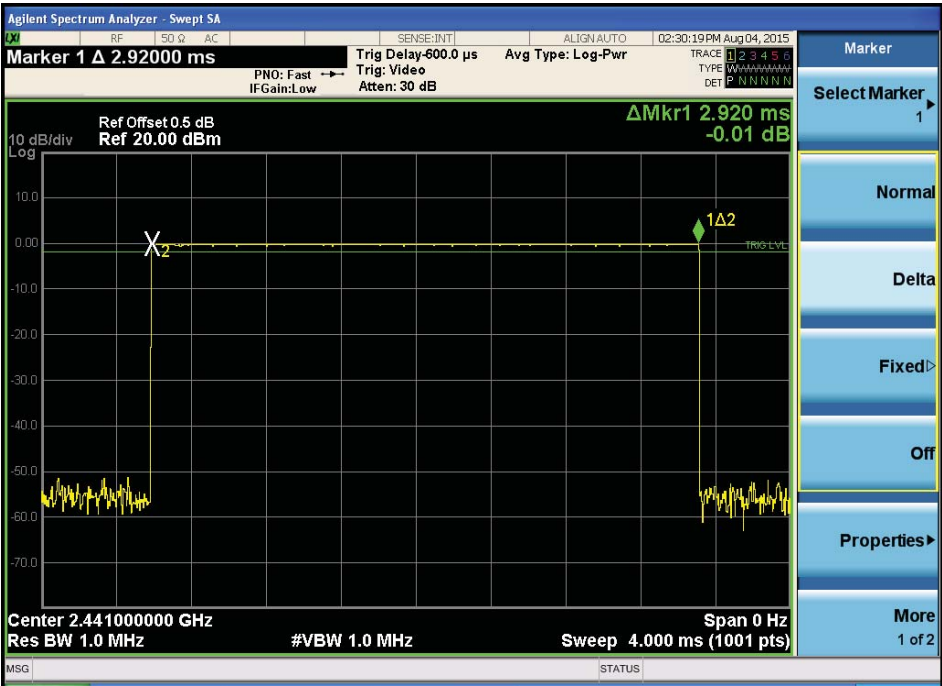 Agilent Spectrum Analyzer - Swept SA
LXI RF 50 Ω AC SENSE:INT ALIGN AUTO 02:30:19 PM Aug 04, 2015
Marker 1 Δ 2.92000 ms
PNO: Fast
IFGain:Low
Trig Delay-600.0 µs
Trig: Video
Atten: 30 dB
Avg Type: Log-Pwr
TRACE 1 2 3 4 5 6
TYPE W
DET P N N N N N
Marker
Select Marker
1
Normal
Delta
Fixed
Off
Properties
More
1 of 2
ΔMkr1 2.920 ms
-0.01 dB
Ref Offset 0.5 dB
10 dB/div Ref 20.00 dBm
Log
10.0
0.00
-10.0
-20.0
-30.0
-40.0
-50.0
-60.0
-70.0
X2
1Δ2
TRIG LVL
Center 2.441000000 GHz Span 0 Hz
Res BW 1.0 MHz #VBW 1.0 MHz Sweep 4.000 ms (1001 pts)
MSG STATUS